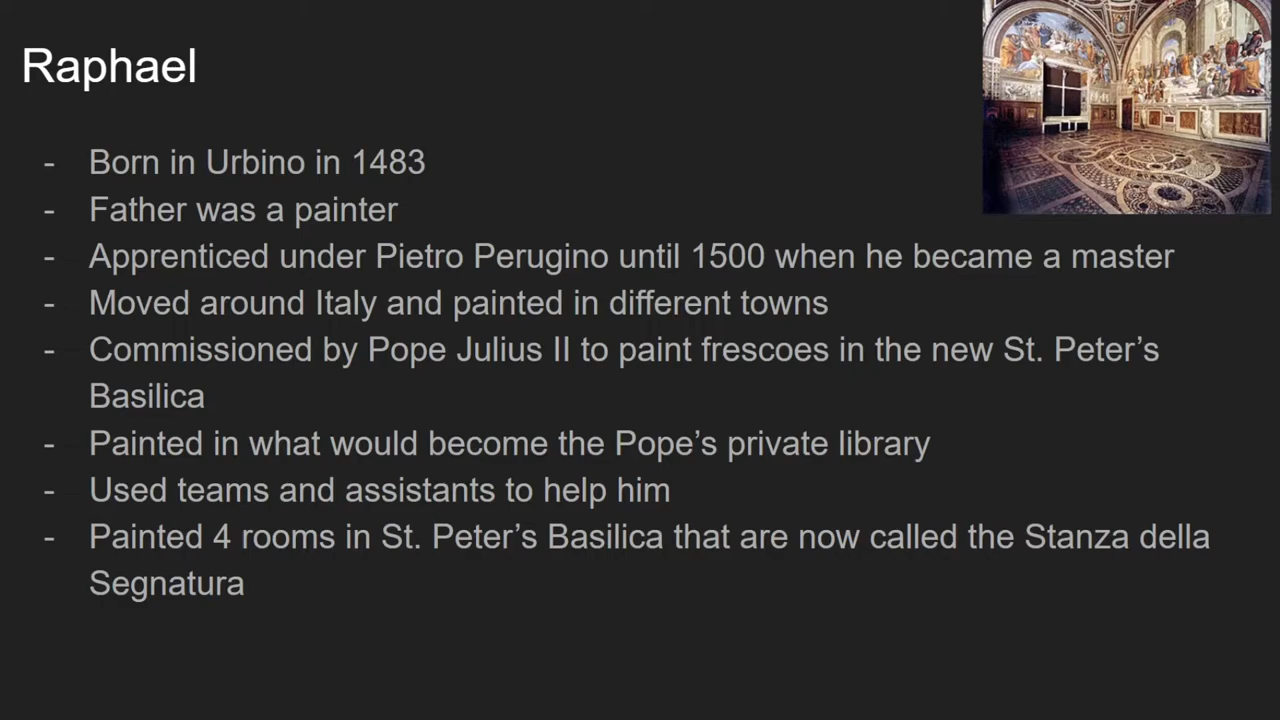 Raphael
- Born in Urbino in 1483
- Father was a painter
- Apprenticed under Pietro Perugino until 1500 when he became a master
- Moved around Italy and painted in different towns
- Commissioned by Pope Julius II to paint frescoes in the new St. Peter’s
Basilica
- Painted in what would become the Pope’s private library
- Used teams and assistants to help him
- Painted 4 rooms in St. Peter’s Basilica that are now called the Stanza della
Segnatura